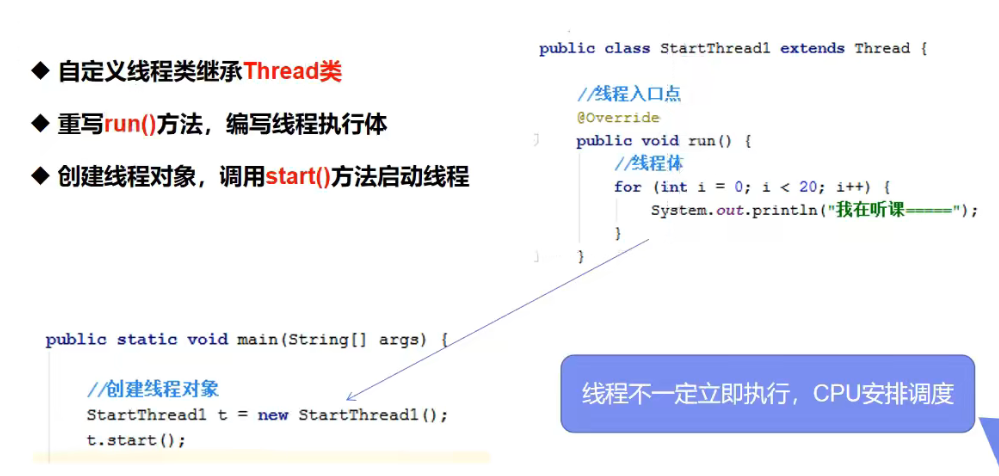 ◆ 自定义线程类继承Thread类
◆ 重写run()方法，编写线程执行体
◆ 创建线程对象，调用start()方法启动线程
public class StartThread1 extends Thread {
//线程入口点
@Override
public void run() {
//线程体
for (int i = 0; i < 20; i++) {
System.out.println("我在听课=====");
}
}
public static void main(String[] args) {
//创建线程对象
StartThread1 t = new StartThread1();
t.start();
线程不一定立即执行，CPU安排调度